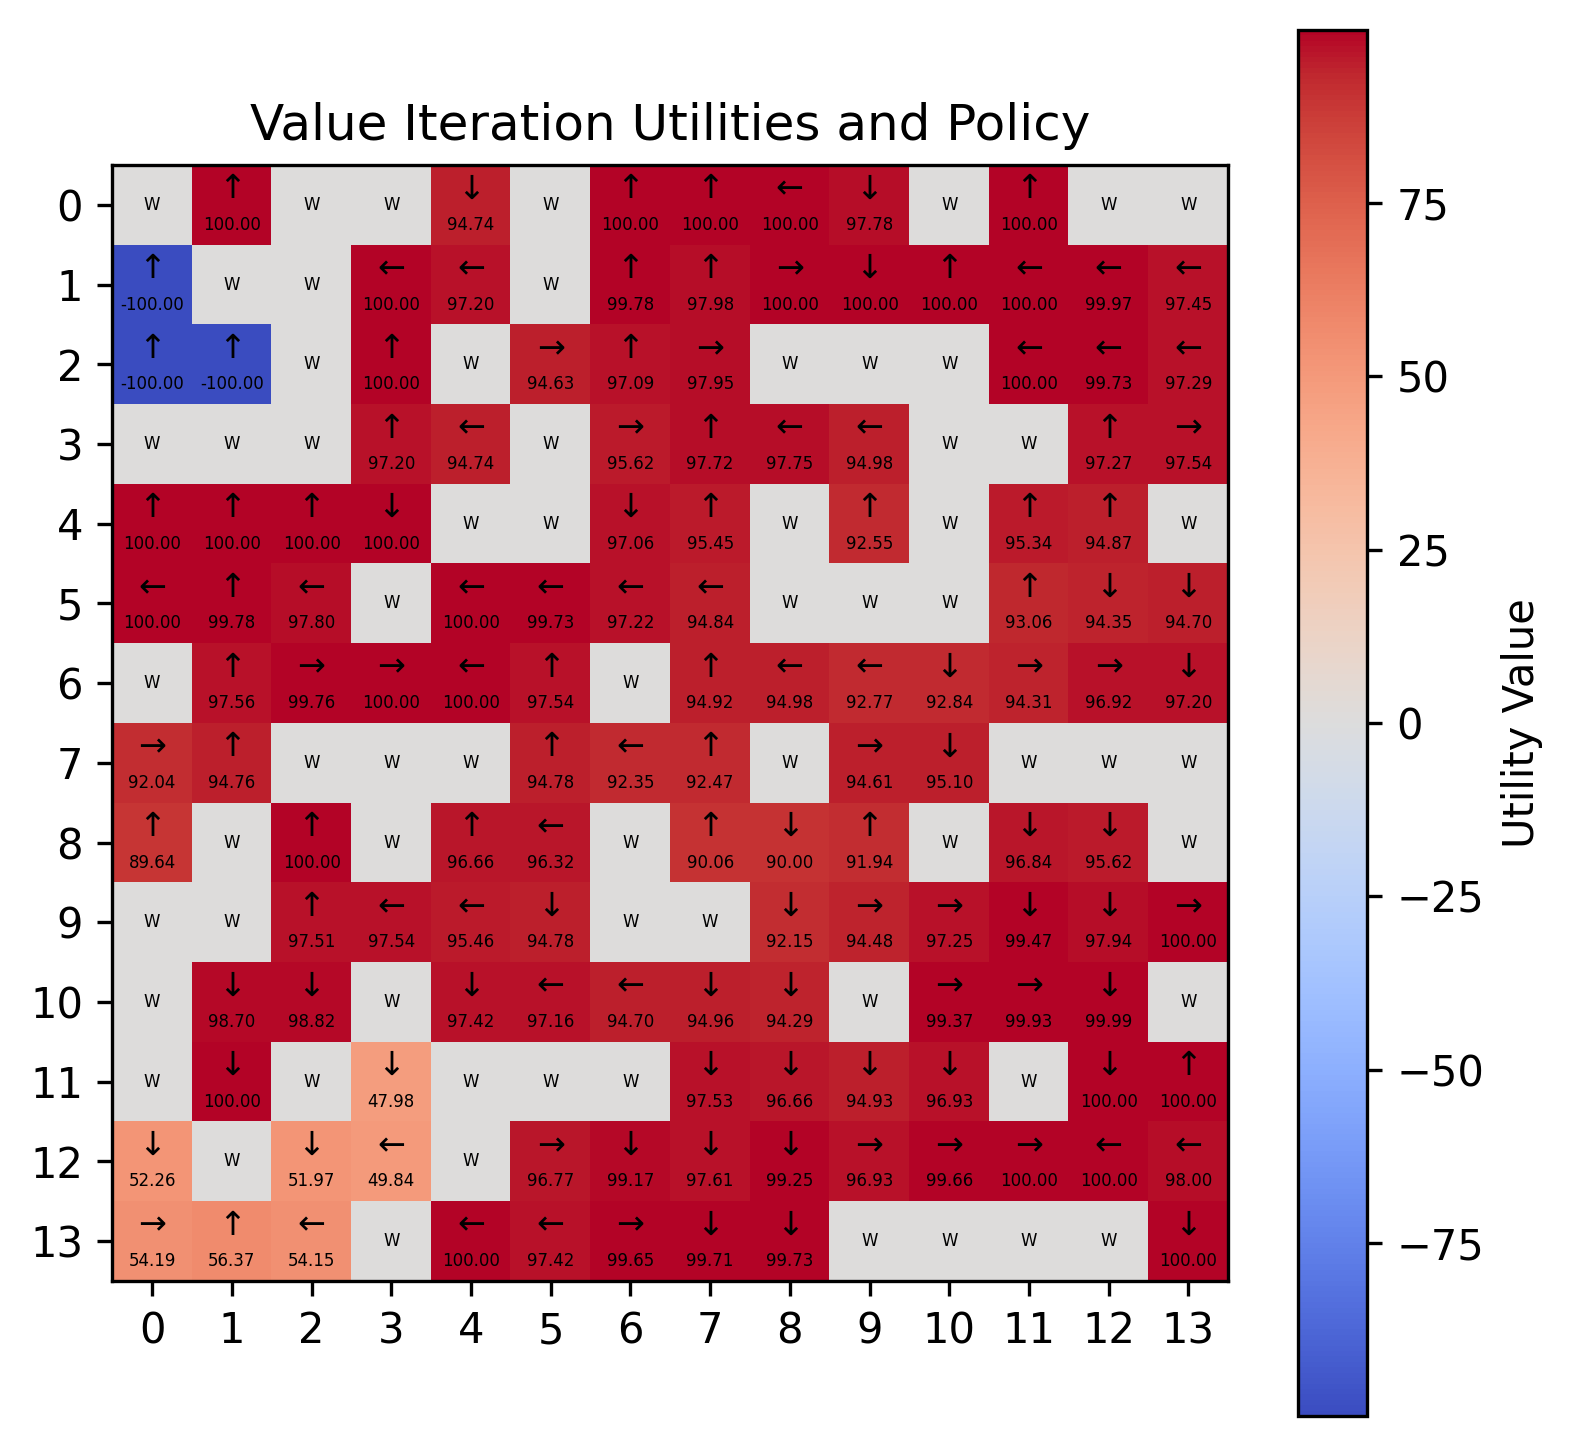 Value Iteration Utilities and Policy
0 W ↑ W W ↓ W ↑ ↑ ← ↓ W ↑ W W
100.00 94.74 100.00 100.00 100.00 97.78 100.00
1 ↑ W W ← ← W ↑ ↑ → ↓ ↑ ← ← ←
-100.00 100.00 97.20 99.78 97.98 100.00 100.00 100.00 100.00 99.97 97.45
2 ↑ ↑ W ↑ W → ↑ → W W W ← ← ←
-100.00 -100.00 100.00 94.63 97.09 97.95 100.00 99.73 97.29
3 W W W ↑ ← W → ↑ ← ← W W ↑ →
97.20 94.74 95.62 97.72 97.75 94.98 97.27 97.54
4 ↑ ↑ ↑ ↓ W W ↓ ↑ W ↑ W ↑ ↑ W
100.00 100.00 100.00 100.00 97.06 95.45 92.55 95.34 94.87
5 ← ↑ ← W ← ← ← ← W W W ↑ ↓ ↓
100.00 99.78 97.80 100.00 99.73 97.22 94.84 93.06 94.35 94.70
6 W ↑ → → ← ↑ W ↑ ← ← ↓ → → ↓
97.56 99.76 100.00 100.00 97.54 94.92 94.98 92.77 92.84 94.31 96.92 97.20
7 → ↑ W W W ↑ ← ↑ W → ↓ W W W
92.04 94.76 94.78 92.35 92.47 94.61 95.10
8 ↑ W ↑ W ↑ ← W ↑ ↓ ↑ W ↓ ↓ W
89.64 100.00 96.66 96.32 90.06 90.00 91.94 96.84 95.62
9 W W ↑ ← ← ↓ W W ↓ → → ↓ ↓ →
97.51 97.54 95.46 94.78 92.15 94.48 97.25 99.47 97.94 100.00
10 W ↓ ↓ W ↓ ← ← ↓ ↓ W → → ↓ W
98.70 98.82 97.42 97.16 94.70 94.96 94.29 99.37 99.93 99.99
11 W ↓ W ↓ W W W ↓ ↓ ↓ ↓ W ↓ ↑
100.00 47.98 97.53 96.66 94.93 96.93 100.00 100.00
12 ↓ W ↓ ← W → ↓ ↓ ↓ → → → ← ←
52.26 51.97 49.84 96.77 99.17 97.61 99.25 96.93 99.66 100.00 100.00 98.00
13 → ↑ ← W ← ← → ↓ ↓ W W W W ↓
54.19 56.37 54.15 100.00 97.42 99.65 99.71 99.73 100.00
0 1 2 3 4 5 6 7 8 9 10 11 12 13
75
50
25
0
−25
−50
−75
Utility Value